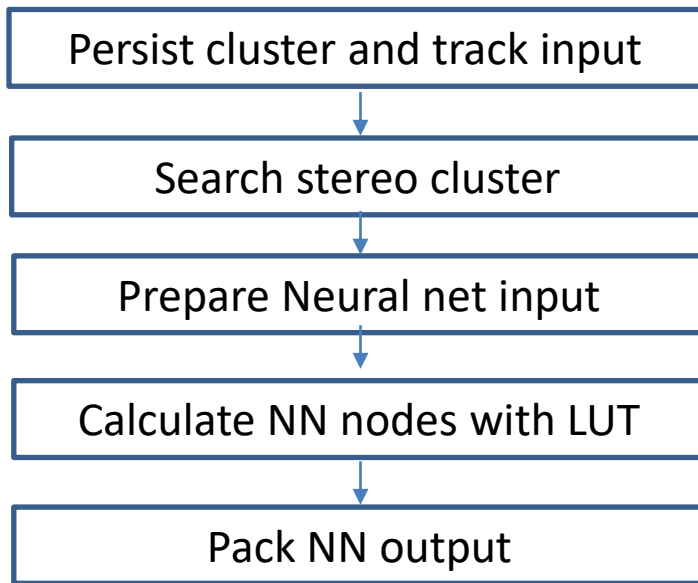 Persist cluster and track input
Search stereo cluster
Prepare Neural net input
Calculate NN nodes with LUT
Pack NN output